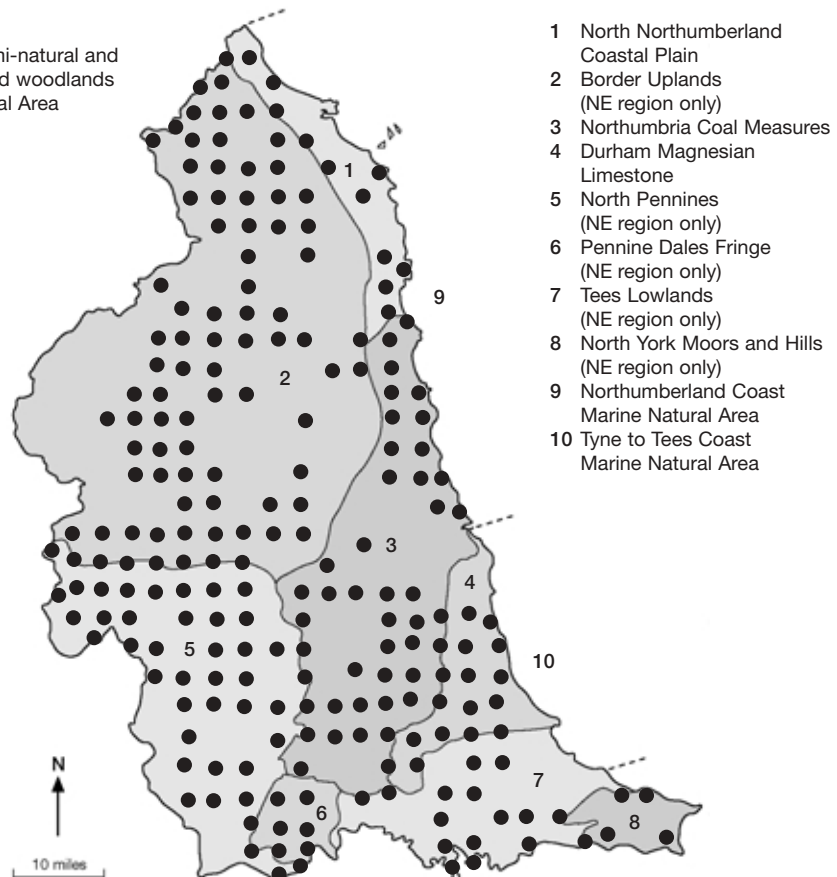 ni-natural and
d woodlands
al Area
1 North Northumberland
Coastal Plain
2 Border Uplands
(NE region only)
3 Northumbria Coal Measures
4 Durham Magnesian
Limestone
5 North Pennines
(NE region only)
6 Pennine Dales Fringe
(NE region only)
7 Tees Lowlands
(NE region only)
8 North York Moors and Hills
(NE region only)
9 Northumberland Coast
Marine Natural Area
10 Tyne to Tees Coast
Marine Natural Area
1
9
2
3
4
5
10
7
6
8
N
10 miles